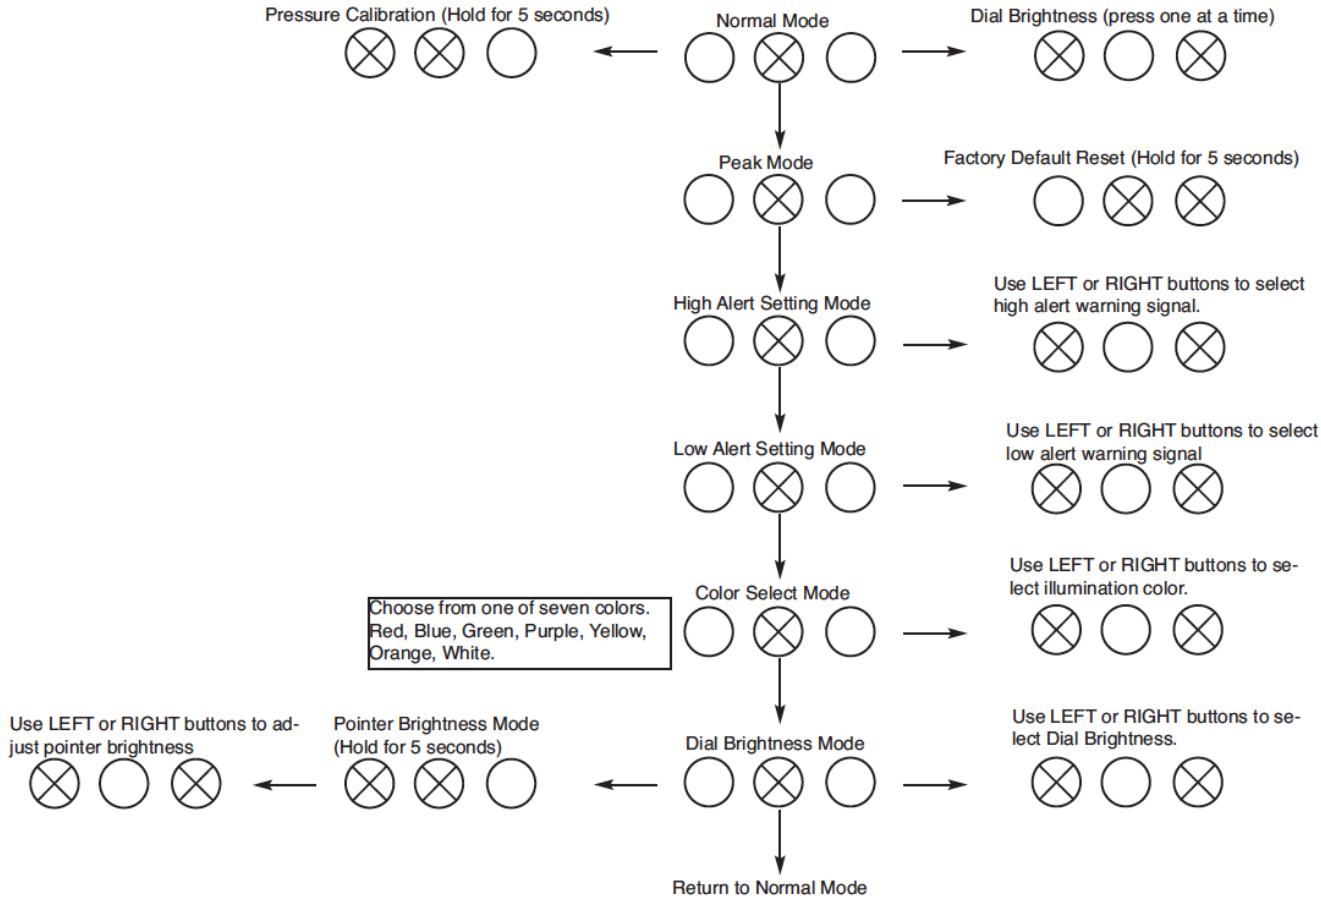 Pressure Calibration (Hold for 5 seconds)
Normal Mode
Dial Brightness (press one at a time)
Peak Mode
Factory Default Reset (Hold for 5 seconds)
High Alert Setting Mode
Use LEFT or RIGHT buttons to select
high alert warning signal.
Low Alert Setting Mode
Use LEFT or RIGHT buttons to select
low alert warning signal
Choose from one of seven colors.
Red, Blue, Green, Purple, Yellow,
Orange, White.
Color Select Mode
Use LEFT or RIGHT buttons to se-
lect illumination color.
Use LEFT or RIGHT buttons to ad-
just pointer brightness
Pointer Brightness Mode
(Hold for 5 seconds)
Dial Brightness Mode
Use LEFT or RIGHT buttons to se-
lect Dial Brightness.
Return to Normal Mode